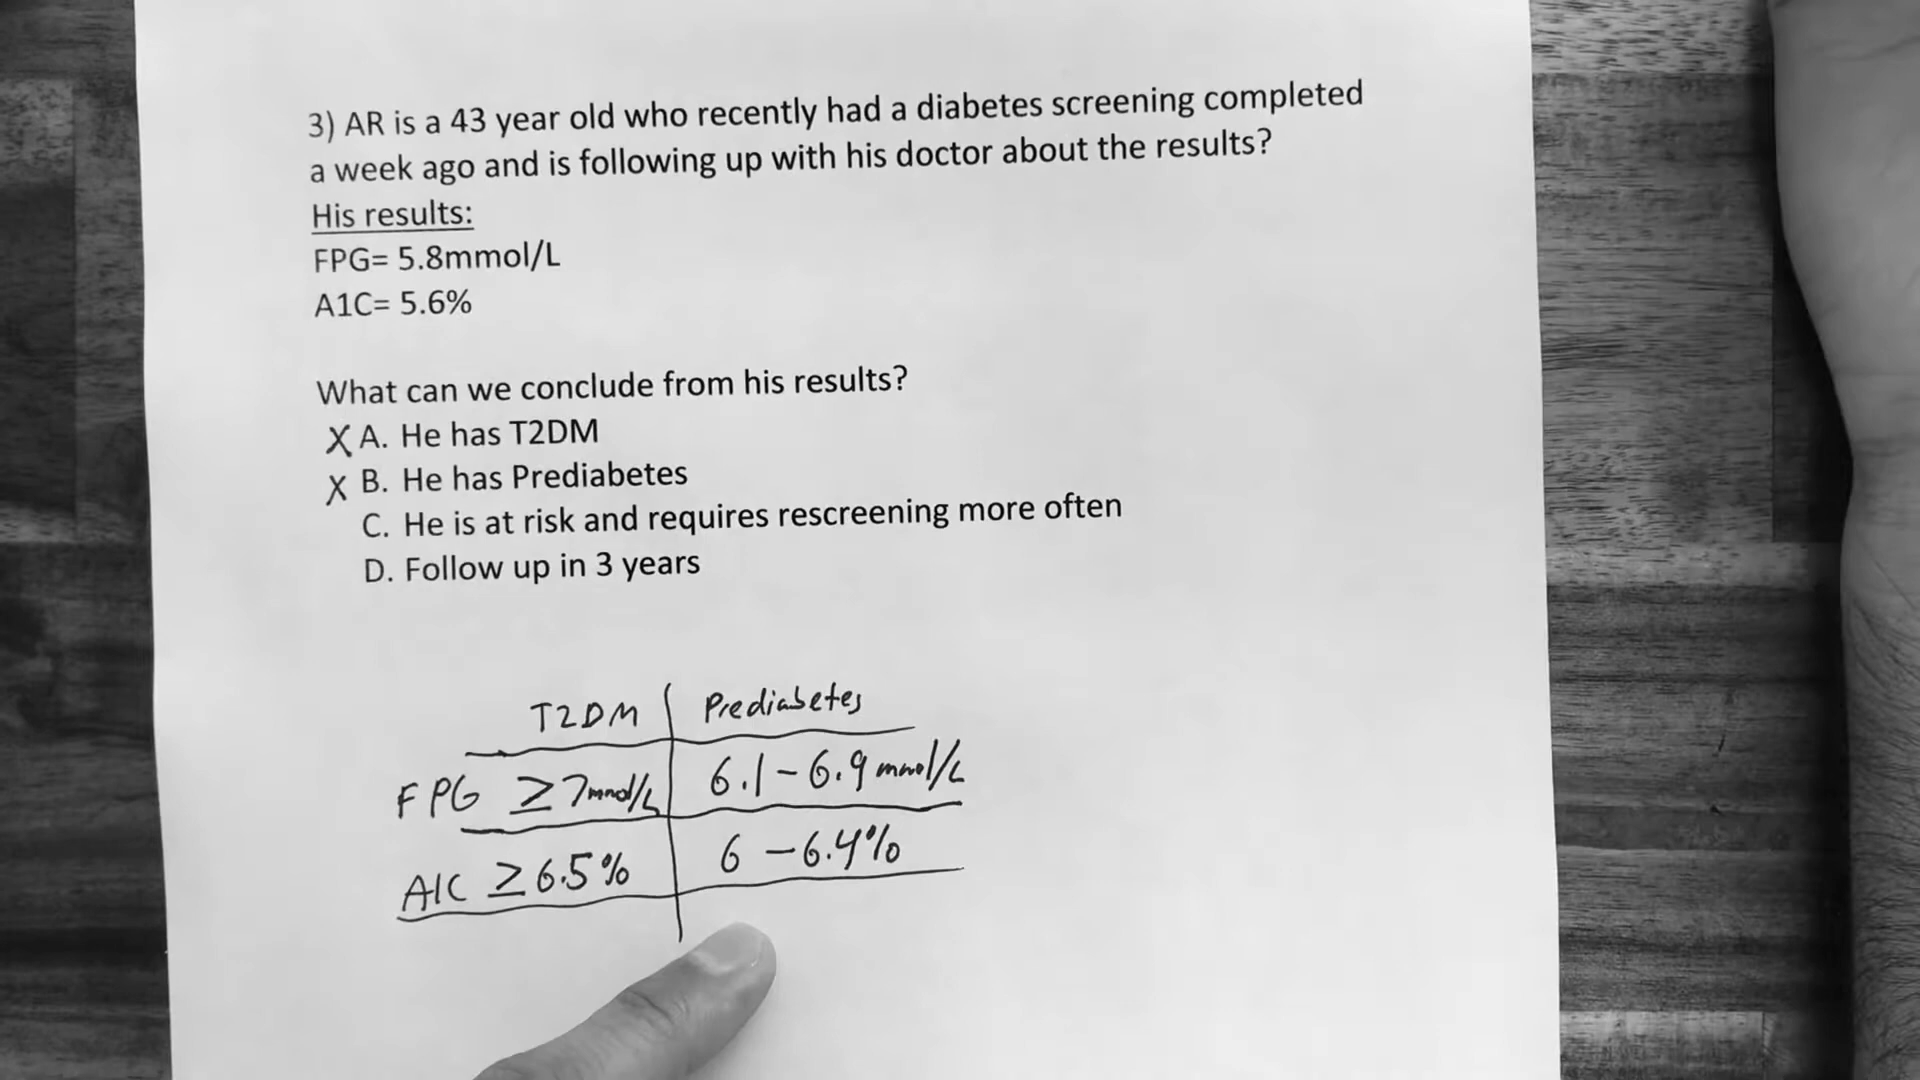 3) AR is a 43 year old who recently had a diabetes screening completed
a week ago and is following up with his doctor about the results?
His results:
FPG= 5.8mmol/L
A1C= 5.6%
What can we conclude from his results?
X A. He has T2DM
X B. He has Prediabetes
C. He is at risk and requires rescreening more often
D. Follow up in 3 years
T2DM Prediabetes
FPG ≥7mmol/L 6.1-6.9 mmol/L
A1C ≥6.5% 6-6.4%